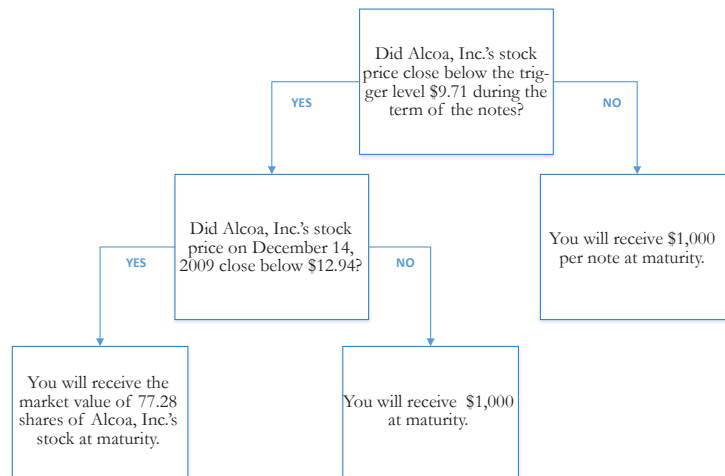 Did Alcoa, Inc.'s stock
price close below the trig-
ger level $9.71 during the
term of the notes?
YES
NO
Did Alcoa, Inc.'s stock
price on December 14,
2009 close below $12.94?
You will receive $1,000
per note at maturity.
YES
NO
You will receive the
market value of 77.28
shares of Alcoa, Inc.'s
stock at maturity.
You will receive $1,000
at maturity.